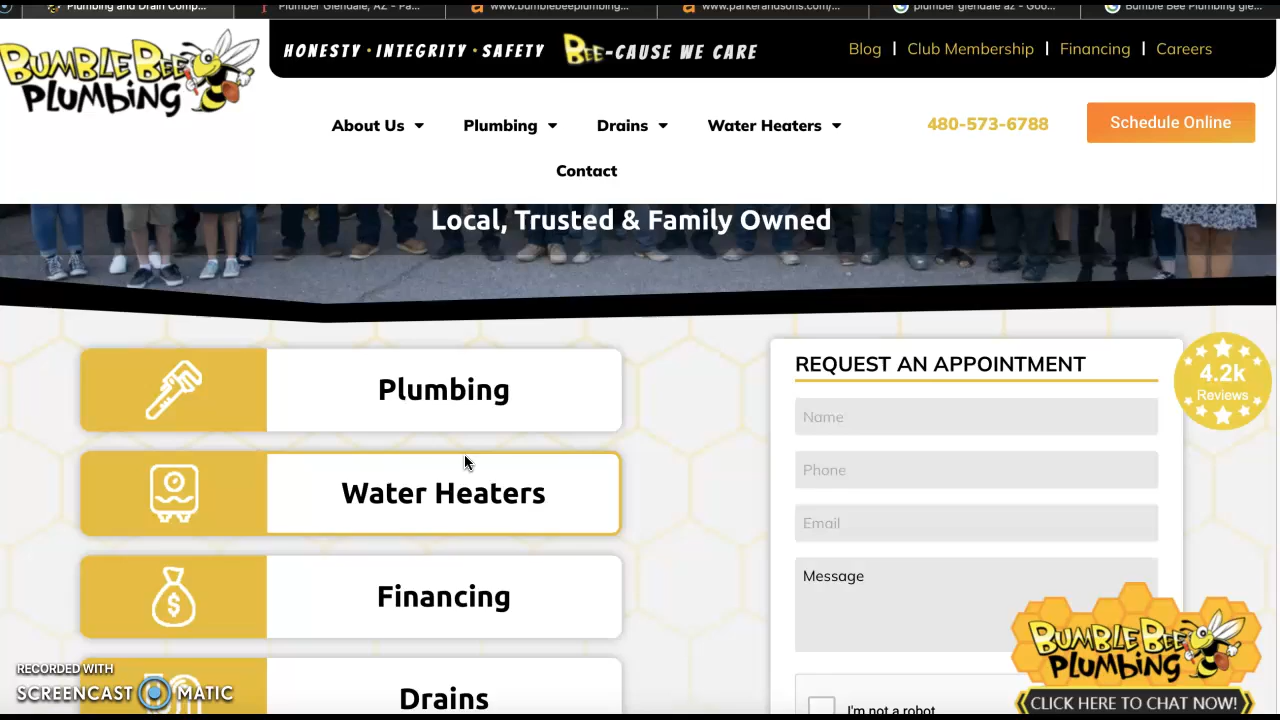 Plumbing and Drain Comp...
Plumber Glendale, AZ - Pa...
www.bumblebeeplumbing...
www.parkerandsons.com/...
plumber glendale az - Goo...
Bumble Bee Plumbing gle...
BUMBLE BEE
PLUMBING
HONESTY · INTEGRITY · SAFETY
BEE-CAUSE WE CARE
Blog | Club Membership | Financing | Careers
About Us
Plumbing
Drains
Water Heaters
Contact
480-573-6788
Schedule Online
Local, Trusted & Family Owned
Plumbing
Water Heaters
Financing
Drains
REQUEST AN APPOINTMENT
Name
Phone
Email
Message
I'm not a robot
4.2k
Reviews
BUMBLE BEE
PLUMBING
CLICK HERE TO CHAT NOW!
RECORDED WITH
SCREENCAST MATIC